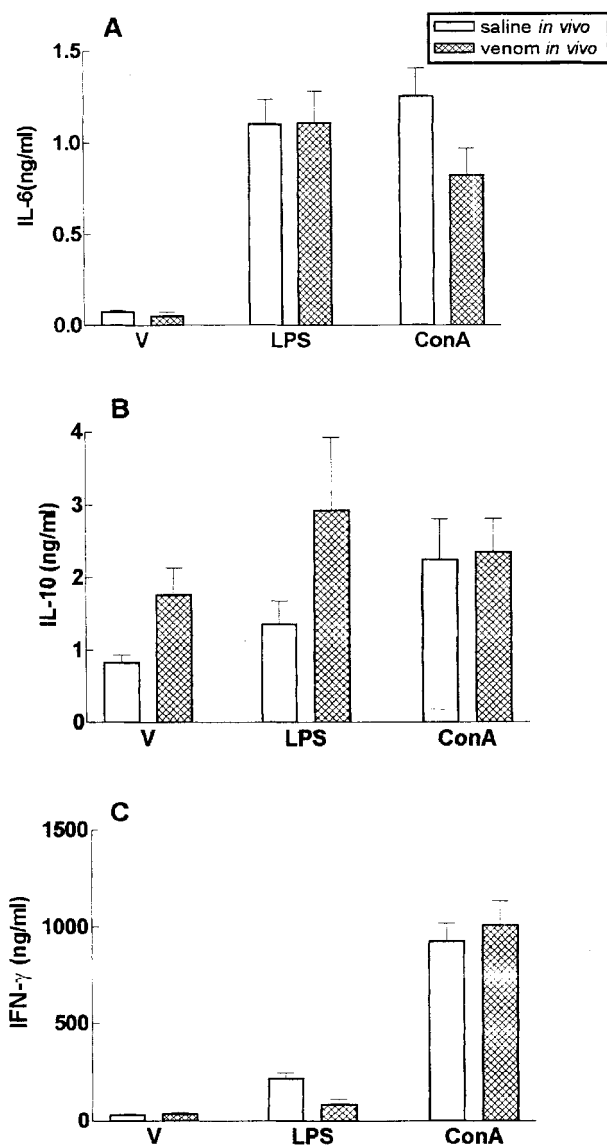 A
saline in vivo
venom in vivo
IL-6(ng/ml)
1.5
1.0
0.5
0.0
V LPS ConA
B
IL-10 (ng/ml)
4
3
2
1
0
V LPS ConA
C
IFN-γ (ng/ml)
1500
1000
500
0
V LPS ConA